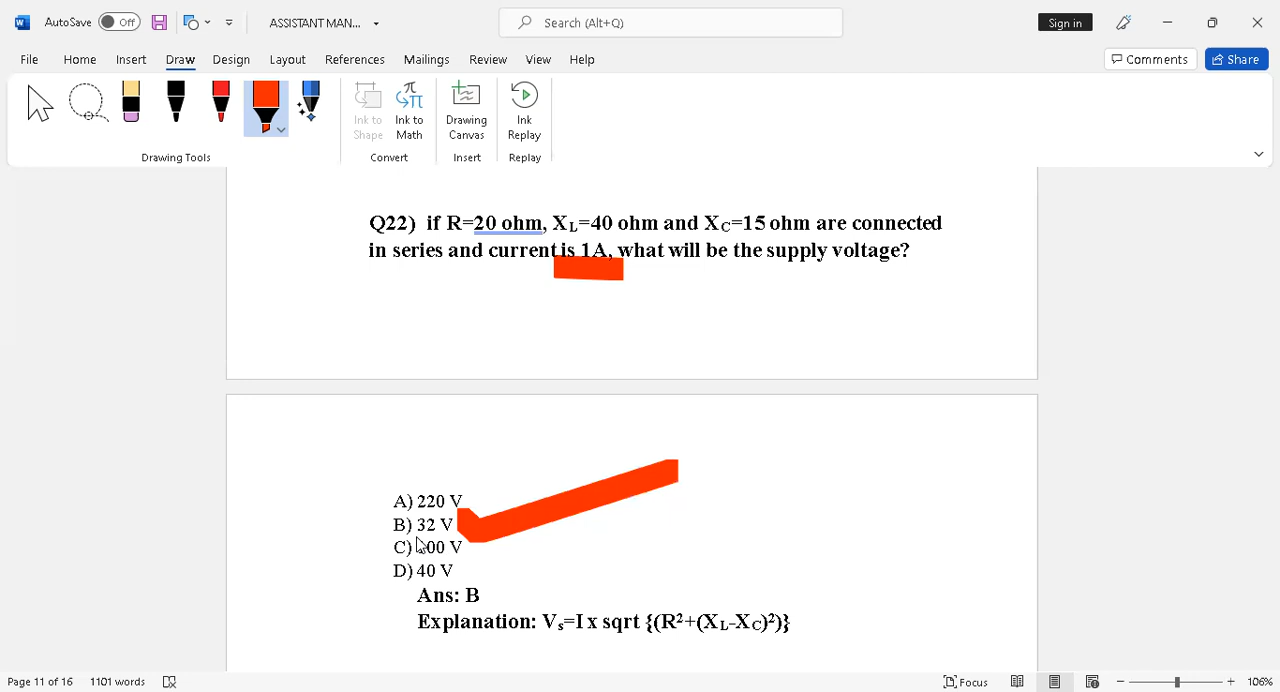 AutoSave Off ASSISTANT MAN... Search (Alt+Q) Sign in
File Home Insert Draw Design Layout References Mailings Review View Help Comments Share
Ink to Shape Ink to Math Drawing Canvas Ink Replay
Drawing Tools Convert Insert Replay
Q22) if R=20 ohm, XL=40 ohm and XC=15 ohm are connected
in series and current is 1A, what will be the supply voltage?
A) 220 V
B) 32 V
C) 00 V
D) 40 V
Ans: B
Explanation: Vs=I x sqrt {(R²+(XL-XC)²)}
Page 11 of 16 1101 words Focus 106%